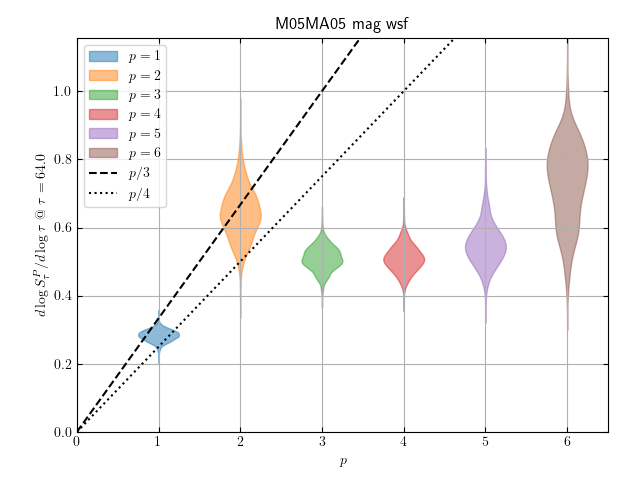 M05MA05 mag wsf
p = 1
p = 2
p = 3
p = 4
p = 5
p = 6
p/3
p/4
d log S_τ^P / d log τ @ τ = 64.0
1.0
0.8
0.6
0.4
0.2
0.0
0 1 2 3 4 5 6
p